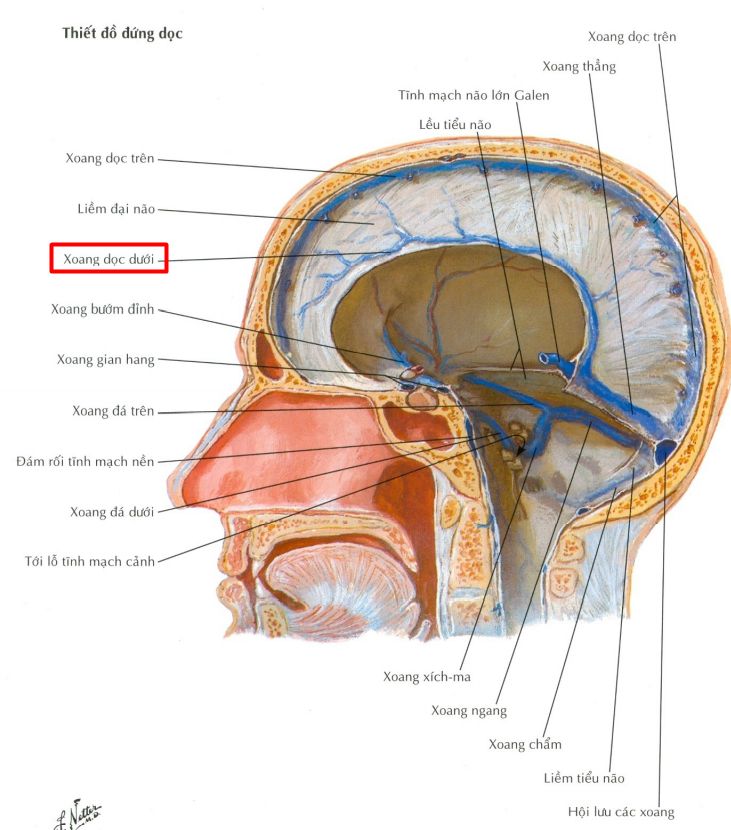 Thiết đồ đứng dọc
Xoang dọc trên
Xoang thẳng
Tĩnh mạch não lớn Galen
Lều tiểu não
Xoang dọc trên
Liềm đại não
Xoang dọc dưới
Xoang bướm đỉnh
Xoang gian hang
Xoang đá trên
Đám rối tĩnh mạch nền
Xoang đá dưới
Tới lỗ tĩnh mạch cảnh
Xoang xích-ma
Xoang ngang
Xoang chẩm
Liềm tiểu não
Hội lưu các xoang
F. Netter
M.D.